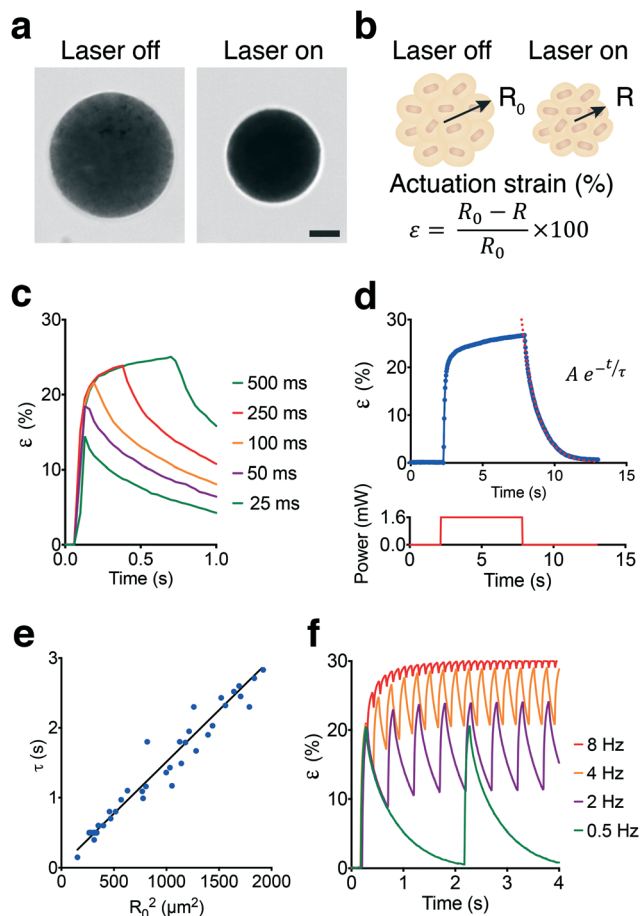 a
Laser off
Laser on
b
Laser off
Laser on
R0
R
Actuation strain (%)
ε = (R0 − R)/R0 ×100
c
30
20
10
0
ε (%)
0.0
0.5
1.0
Time (s)
500 ms
250 ms
100 ms
50 ms
25 ms
d
30
20
10
0
ε (%)
A e^−t/τ
0
5
10
15
Time (s)
Power (mW)
1.6
0.0
0
5
10
15
Time (s)
e
3
2
1
0
τ (s)
0
500
1000
1500
2000
R0² (µm²)
f
30
20
10
0
ε (%)
0
1
2
3
4
Time (s)
8 Hz
4 Hz
2 Hz
0.5 Hz